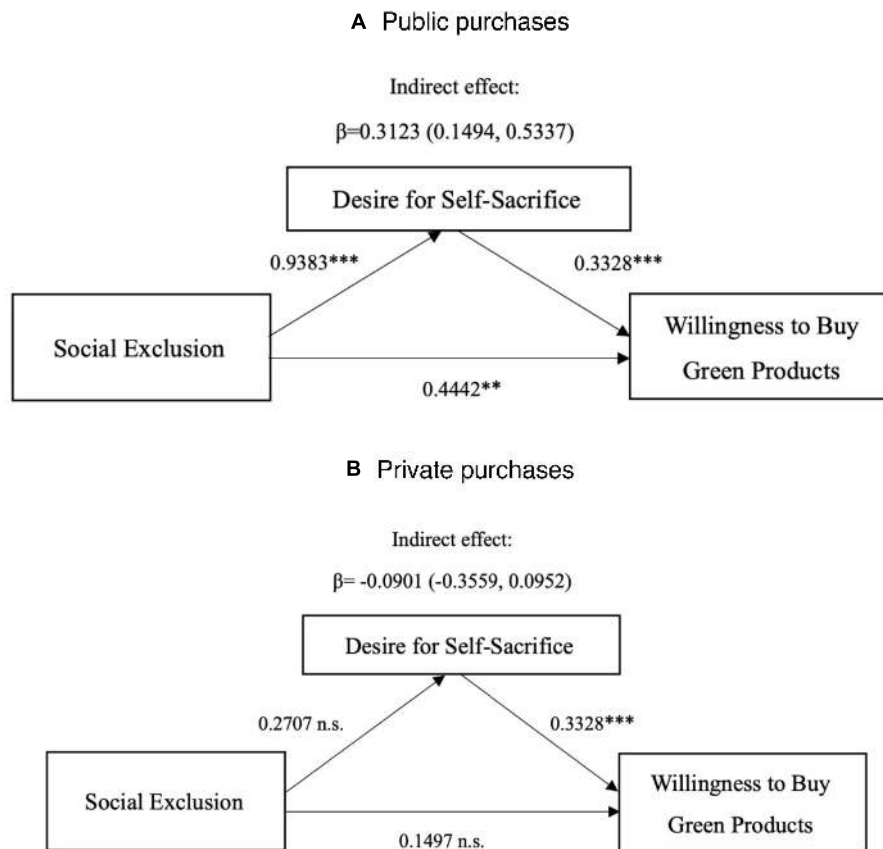 A Public purchases
Indirect effect:
β=0.3123 (0.1494, 0.5337)
Desire for Self-Sacrifice
0.9383***
0.3328***
Social Exclusion
Willingness to Buy
Green Products
0.4442**
B Private purchases
Indirect effect:
β= -0.0901 (-0.3559, 0.0952)
Desire for Self-Sacrifice
0.2707 n.s.
0.3328***
Social Exclusion
Willingness to Buy
Green Products
0.1497 n.s.